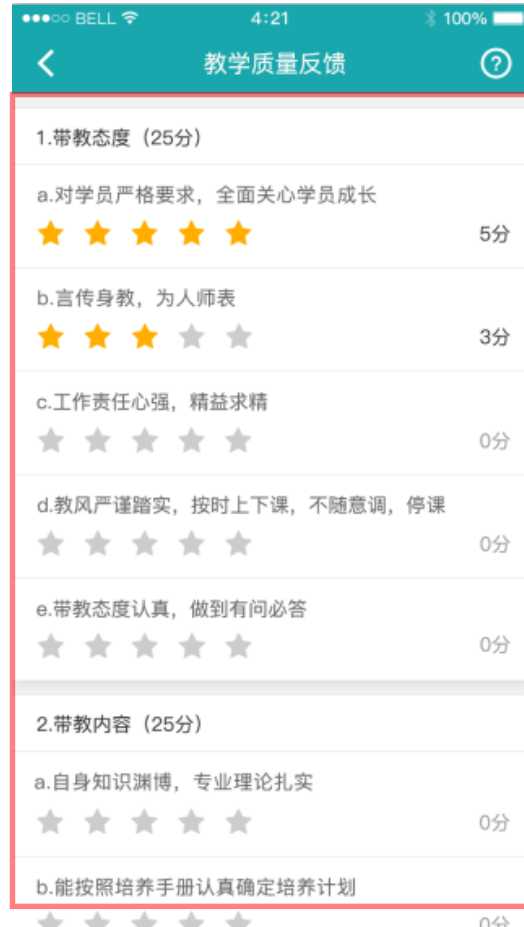 BELL 4:21 100%
教学质量反馈
1.带教态度（25分）
a.对学员严格要求，全面关心学员成长
5分
b.言传身教，为人师表
3分
c.工作责任心强，精益求精
0分
d.教风严谨踏实，按时上下课，不随意调，停课
0分
e.带教态度认真，做到有问必答
0分
2.带教内容（25分）
a.自身知识渊博，专业理论扎实
0分
b.能按照培养手册认真确定培养计划
0分